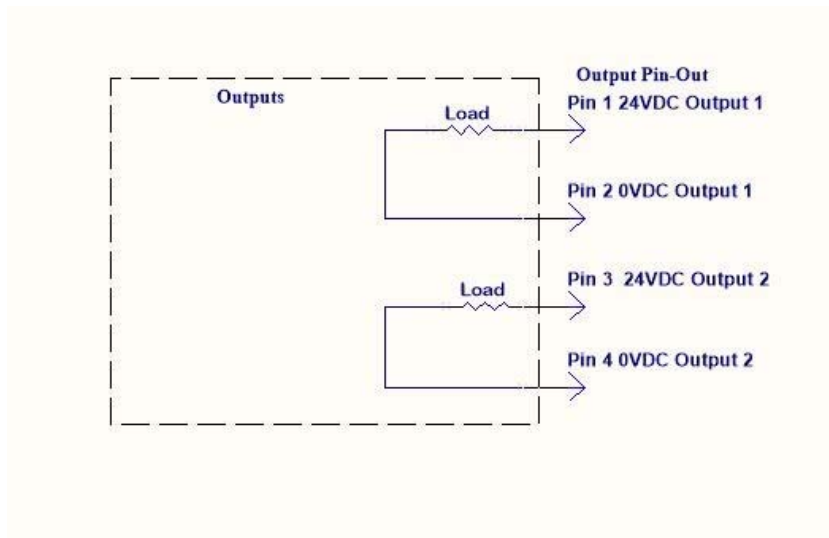 Output Pin-Out
Outputs
Pin 1 24VDC Output 1
Load
Pin 2 0VDC Output 1
Pin 3 24VDC Output 2
Load
Pin 4 0VDC Output 2